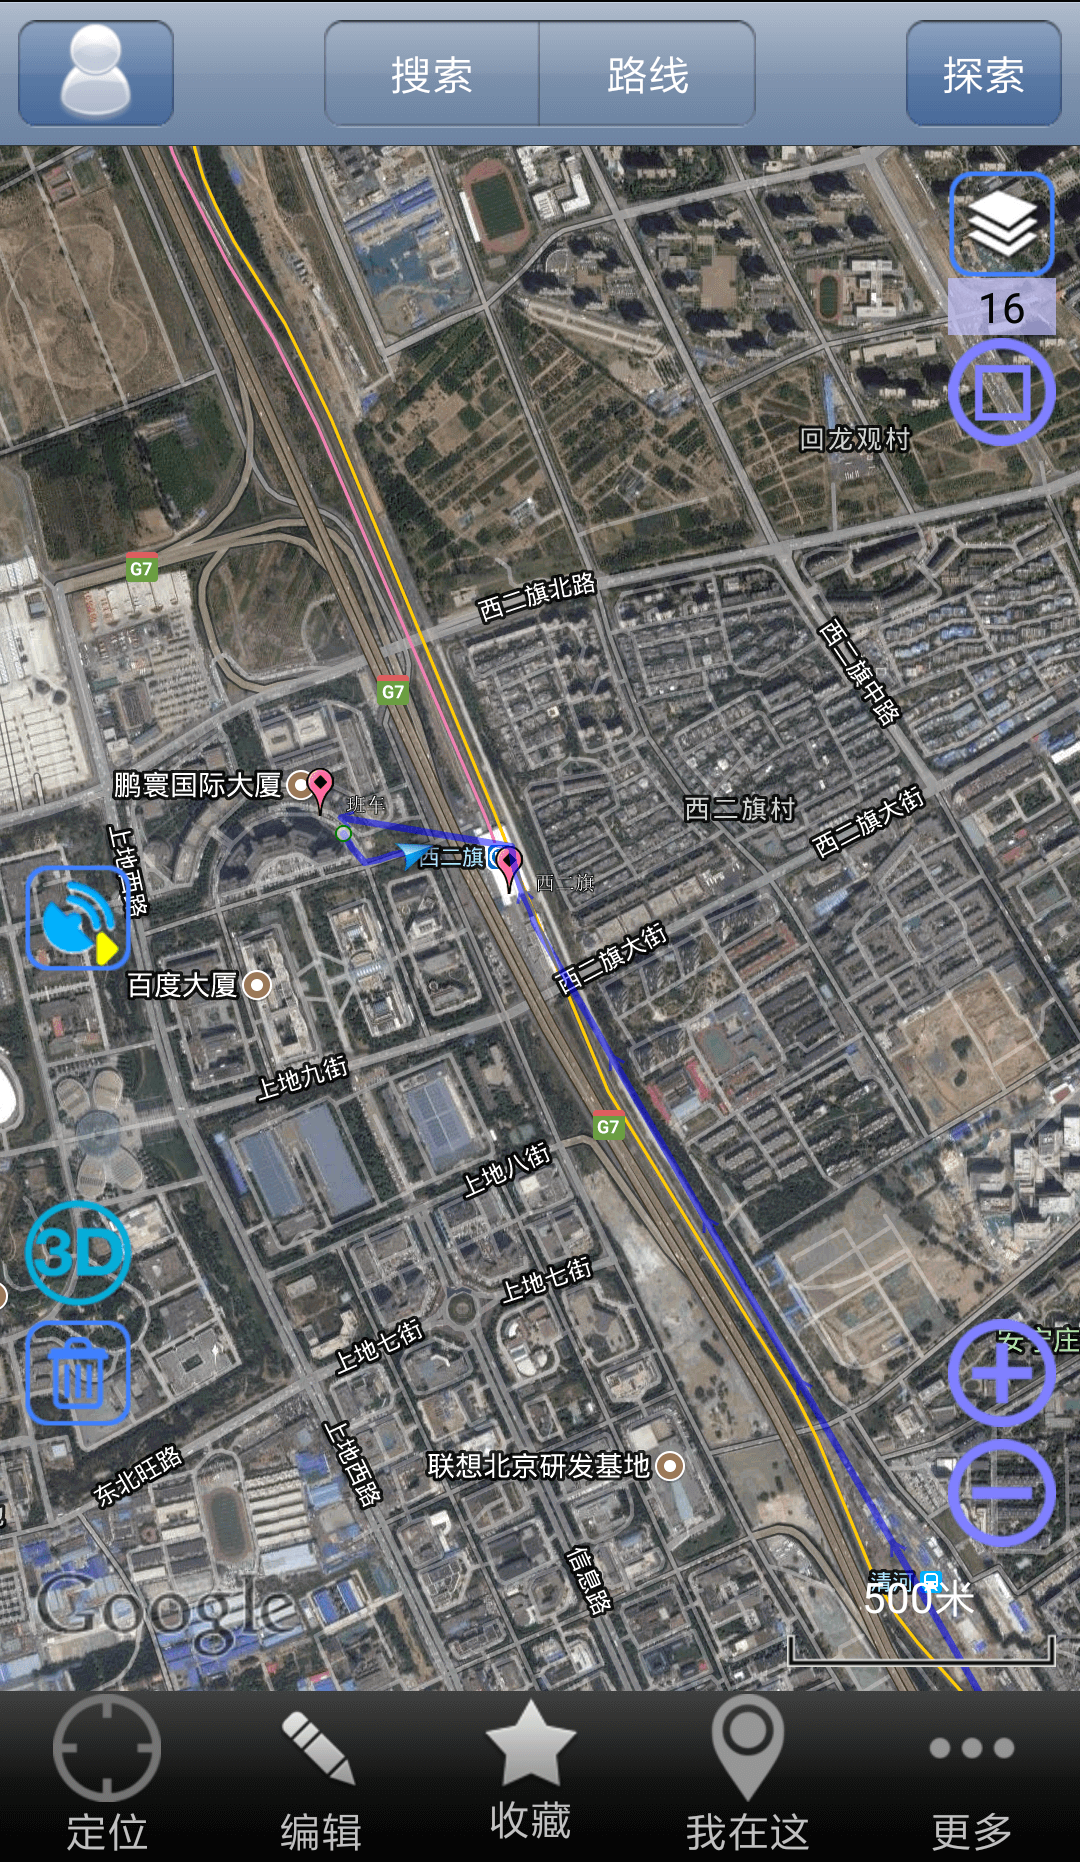 搜索
路线
探索
16
回龙观村
G7
西二旗北路
西二旗中路
G7
鹏寰国际大厦
班车
西二旗村
西二旗大街
上地西路
西二旗
西二旗
西二旗大街
百度大厦
上地九街
G7
上地八街
3D
上地七街
上地七街
安宁庄
上地西路
联想北京研发基地
东北旺路
信息路
清河
500米
Google
定位
编辑
收藏
我在这
更多